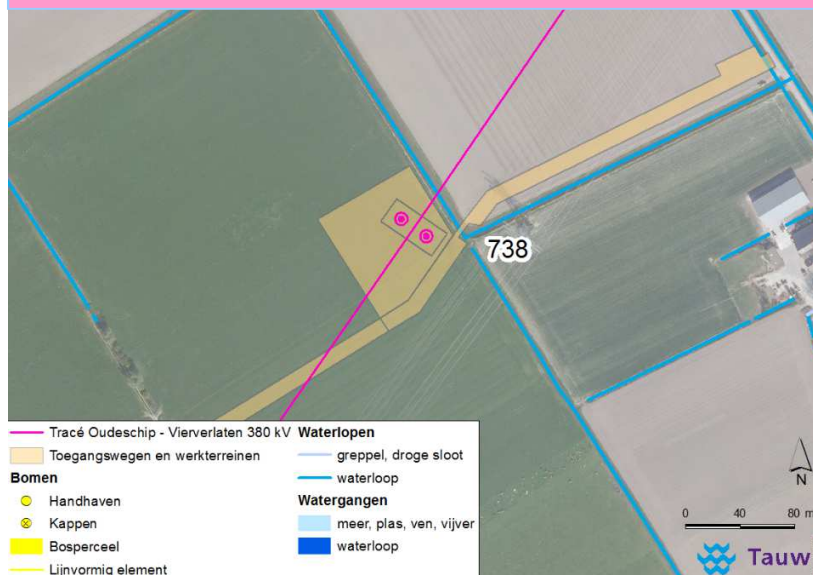 738
Tracé Oudeschip - Vierverlaten 380 kV
Toegangswegen en werkterreinen
Bomen
Handhaven
Kappen
Bosperceel
Lijnvormig element
Waterlopen
greppel, droge sloot
waterloop
Watergangen
meer, plas, ven, vijver
waterloop
N
0 40 80 m
Tauw